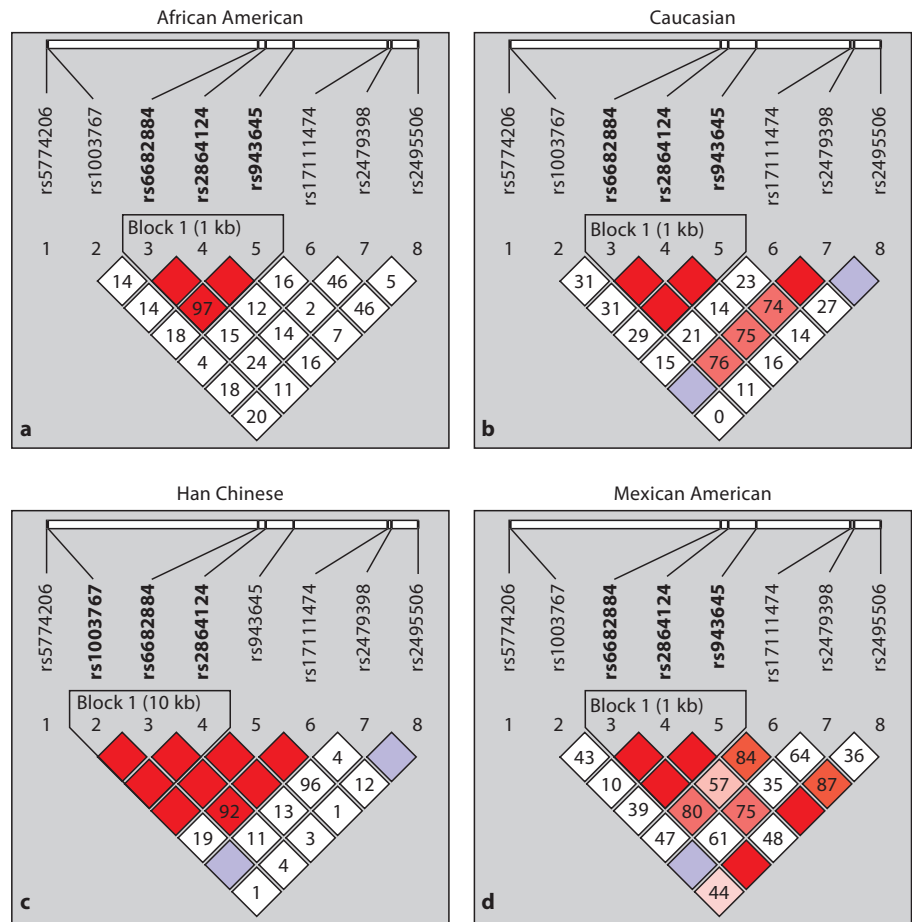 African American
rs5774206
rs1003767
rs6682884
rs2864124
rs943645
rs17111474
rs2479398
rs2495506
Block 1 (1 kb)
1 2 3 4 5 6 7 8
14 16 46 5
14 97 12 2 46
18 15 14 7
4 24 16
18 11
20
a
Caucasian
rs5774206
rs1003767
rs6682884
rs2864124
rs943645
rs17111474
rs2479398
rs2495506
Block 1 (1 kb)
1 2 3 4 5 6 7 8
31 23
31 14 74 27
29 21 75 14
15 76 16
11
0
b
Han Chinese
rs5774206
rs1003767
rs6682884
rs2864124
rs943645
rs17111474
rs2479398
rs2495506
Block 1 (10 kb)
1 2 3 4 5 6 7 8
4
96 12
92 13 1
19 11 3
4
1
c
Mexican American
rs5774206
rs1003767
rs6682884
rs2864124
rs943645
rs17111474
rs2479398
rs2495506
Block 1 (1 kb)
1 2 3 4 5 6 7 8
43 84 64 36
10 57 35 87
39 80 75
47 61 48
44
d